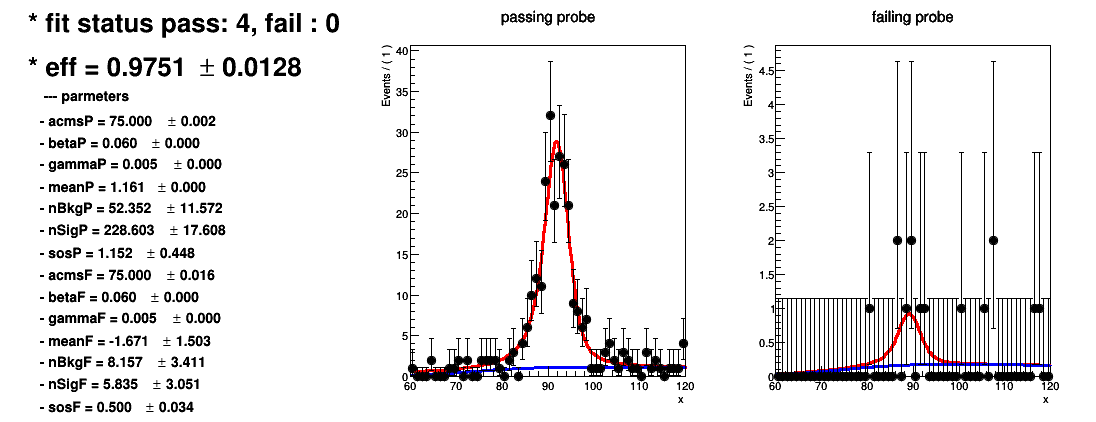 * fit status pass: 4, fail : 0
* eff = 0.9751 ± 0.0128
--- parmeters
- acmsP = 75.000 ± 0.002
- betaP = 0.060 ± 0.000
- gammaP = 0.005 ± 0.000
- meanP = 1.161 ± 0.000
- nBkgP = 52.352 ± 11.572
- nSigP = 228.603 ± 17.608
- sosP = 1.152 ± 0.448
- acmsF = 75.000 ± 0.016
- betaF = 0.060 ± 0.000
- gammaF = 0.005 ± 0.000
- meanF = -1.671 ± 1.503
- nBkgF = 8.157 ± 3.411
- nSigF = 5.835 ± 3.051
- sosF = 0.500 ± 0.034
passing probe
Events / ( 1 )
40
35
30
25
20
15
10
5
0
60 70 80 90 100 110 120
x
failing probe
Events / ( 1 )
4.5
4
3.5
3
2.5
2
1.5
1
0.5
0
60 70 80 90 100 110 120
x